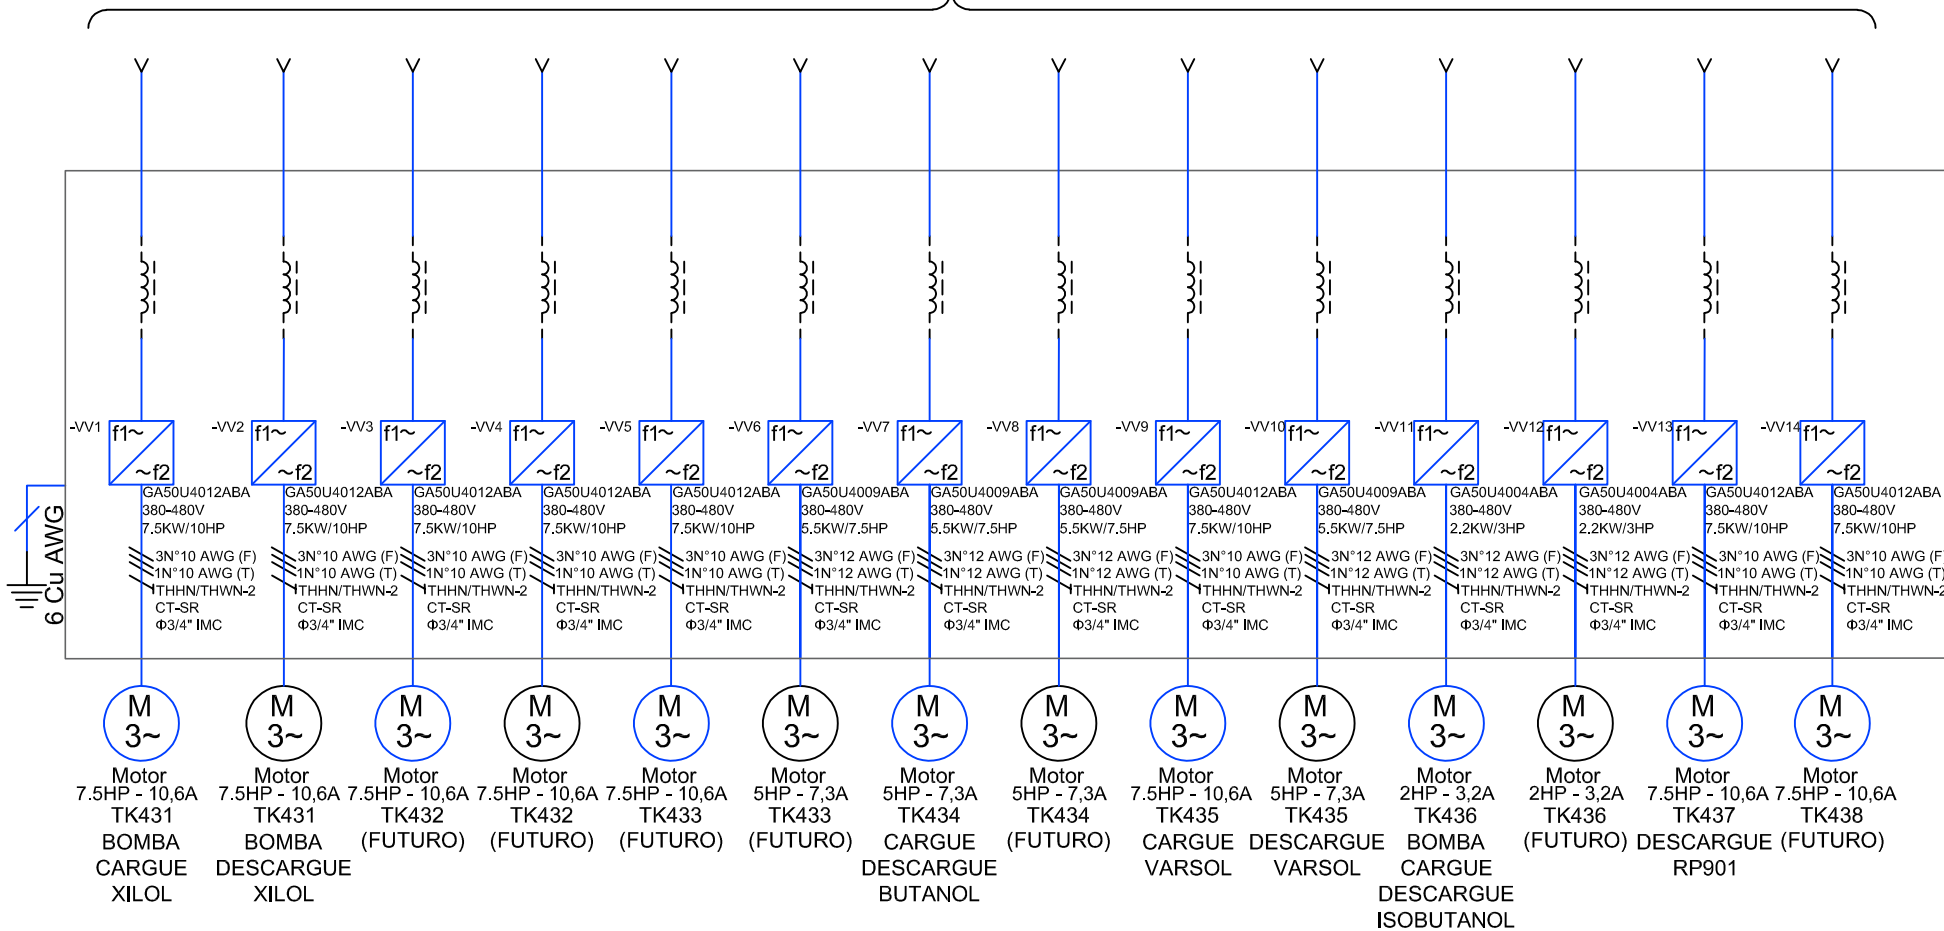 -VV1
f1~
~f2
GA50U4012ABA
380-480V
7.5KW/10HP
3N°10 AWG (F)
1N°10 AWG (T)
THHN/THWN-2
CT-SR
Φ3/4" IMC
M
3~
Motor
7.5HP - 10,6A
TK431
BOMBA
CARGUE
XILOL
-VV2
f1~
~f2
GA50U4012ABA
380-480V
7.5KW/10HP
3N°10 AWG (F)
1N°10 AWG (T)
THHN/THWN-2
CT-SR
Φ3/4" IMC
M
3~
Motor
7.5HP - 10,6A
TK431
BOMBA
DESCARGUE
XILOL
-VV3
f1~
~f2
GA50U4012ABA
380-480V
7.5KW/10HP
3N°10 AWG (F)
1N°10 AWG (T)
THHN/THWN-2
CT-SR
Φ3/4" IMC
M
3~
Motor
7.5HP - 10,6A
TK432
(FUTURO)
-VV4
f1~
~f2
GA50U4012ABA
380-480V
7.5KW/10HP
3N°10 AWG (F)
1N°10 AWG (T)
THHN/THWN-2
CT-SR
Φ3/4" IMC
M
3~
Motor
7.5HP - 10,6A
TK432
(FUTURO)
-VV5
f1~
~f2
GA50U4012ABA
380-480V
7.5KW/10HP
3N°10 AWG (F)
1N°10 AWG (T)
THHN/THWN-2
CT-SR
Φ3/4" IMC
M
3~
Motor
7.5HP - 10,6A
TK433
(FUTURO)
-VV6
f1~
~f2
GA50U4009ABA
380-480V
5.5KW/7.5HP
3N°12 AWG (F)
1N°12 AWG (T)
THHN/THWN-2
CT-SR
Φ3/4" IMC
M
3~
Motor
5HP - 7,3A
TK433
(FUTURO)
-VV7
f1~
~f2
GA50U4009ABA
380-480V
5.5KW/7.5HP
3N°12 AWG (F)
1N°12 AWG (T)
THHN/THWN-2
CT-SR
Φ3/4" IMC
M
3~
Motor
5HP - 7,3A
TK434
CARGUE
DESCARGUE
BUTANOL
-VV8
f1~
~f2
GA50U4009ABA
380-480V
5.5KW/7.5HP
3N°12 AWG (F)
1N°12 AWG (T)
THHN/THWN-2
CT-SR
Φ3/4" IMC
M
3~
Motor
5HP - 7,3A
TK434
(FUTURO)
-VV9
f1~
~f2
GA50U4012ABA
380-480V
7.5KW/10HP
3N°10 AWG (F)
1N°10 AWG (T)
THHN/THWN-2
CT-SR
Φ3/4" IMC
M
3~
Motor
7.5HP - 10,6A
TK435
CARGUE
VARSOL
-VV10
f1~
~f2
GA50U4009ABA
380-480V
5.5KW/7.5HP
3N°12 AWG (F)
1N°12 AWG (T)
THHN/THWN-2
CT-SR
Φ3/4" IMC
M
3~
Motor
5HP - 7,3A
TK435
DESCARGUE
VARSOL
-VV11
f1~
~f2
GA50U4004ABA
380-480V
2.2KW/3HP
3N°12 AWG (F)
1N°12 AWG (T)
THHN/THWN-2
CT-SR
Φ3/4" IMC
M
3~
Motor
2HP - 3,2A
TK436
BOMBA
CARGUE
DESCARGUE
ISOBUTANOL
-VV12
f1~
~f2
GA50U4004ABA
380-480V
2.2KW/3HP
3N°12 AWG (F)
1N°12 AWG (T)
THHN/THWN-2
CT-SR
Φ3/4" IMC
M
3~
Motor
2HP - 3,2A
TK436
(FUTURO)
-VV13
f1~
~f2
GA50U4012ABA
380-480V
7.5KW/10HP
3N°10 AWG (F)
1N°10 AWG (T)
THHN/THWN-2
CT-SR
Φ3/4" IMC
M
3~
Motor
7.5HP - 10,6A
TK437
DESCARGUE
RP901
-VV14
f1~
~f2
GA50U4012ABA
380-480V
7.5KW/10HP
3N°10 AWG (F)
1N°10 AWG (T)
THHN/THWN-2
CT-SR
Φ3/4" IMC
M
3~
Motor
7.5HP - 10,6A
TK438
(FUTURO)
6 Cu AWG